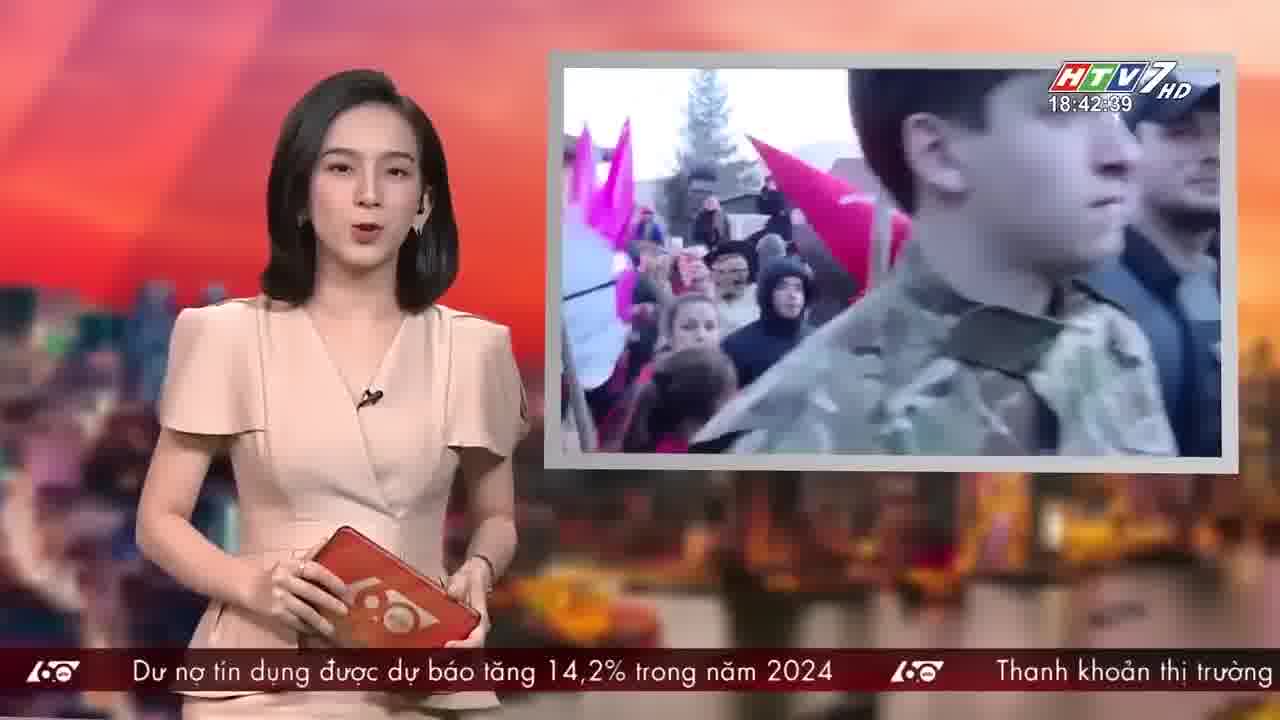 HTV7 HD
18:42:39
60
Dư nợ tín dụng được dự báo tăng 14,2% trong năm 2024
Thanh khoản thị trường